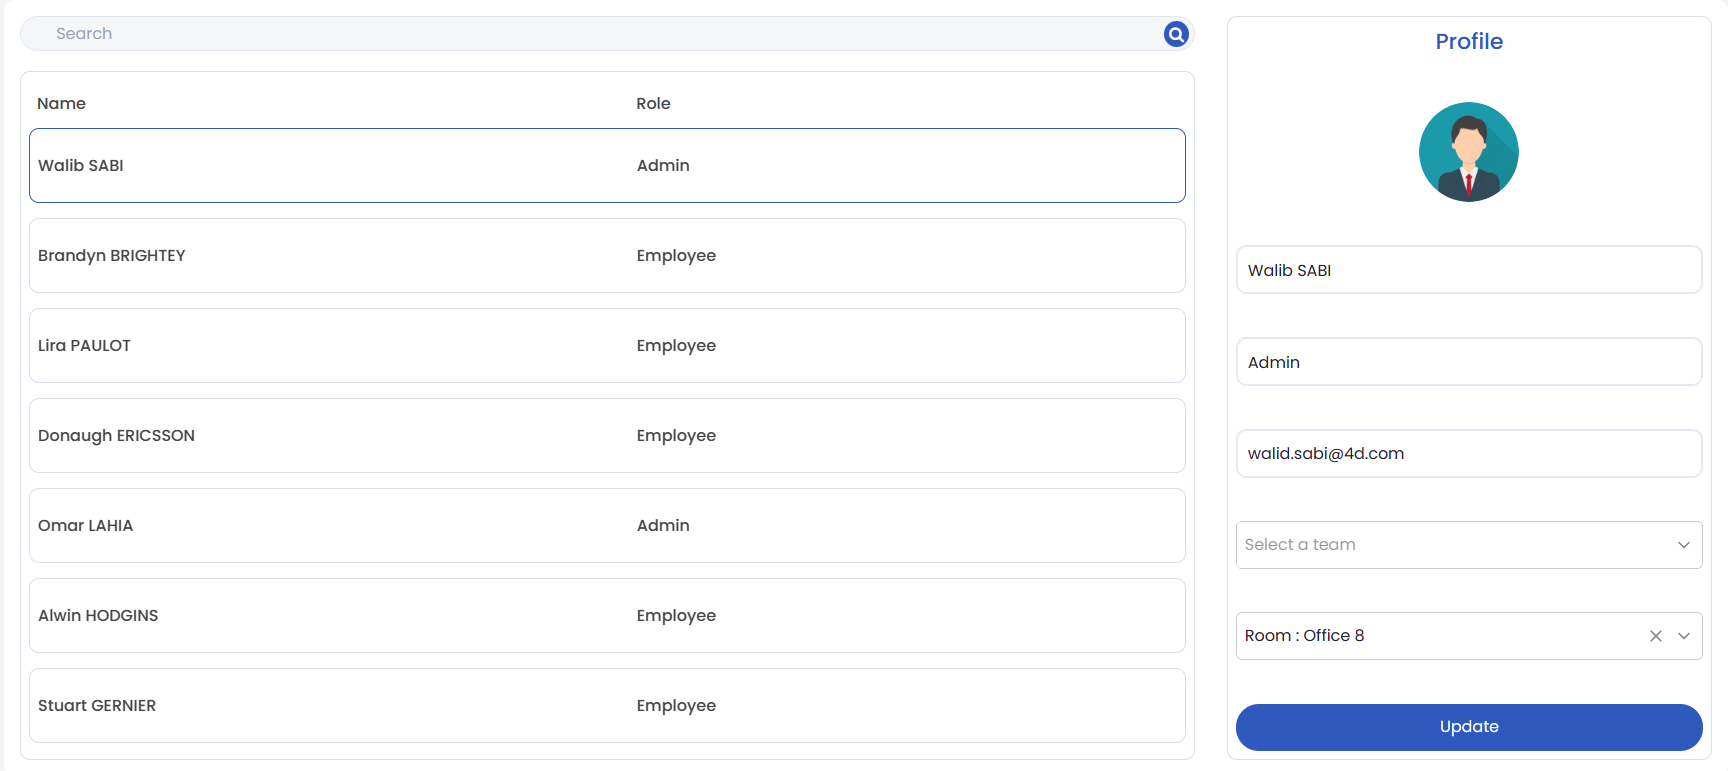 Search
Name Role
Walib SABI Admin
Brandyn BRIGHTEY Employee
Lira PAULOT Employee
Donaugh ERICSSON Employee
Omar LAHIA Admin
Alwin HODGINS Employee
Stuart GERNIER Employee
Profile
Walib SABI
Admin
walid.sabi@4d.com
Select a team
Room : Office 8
Update